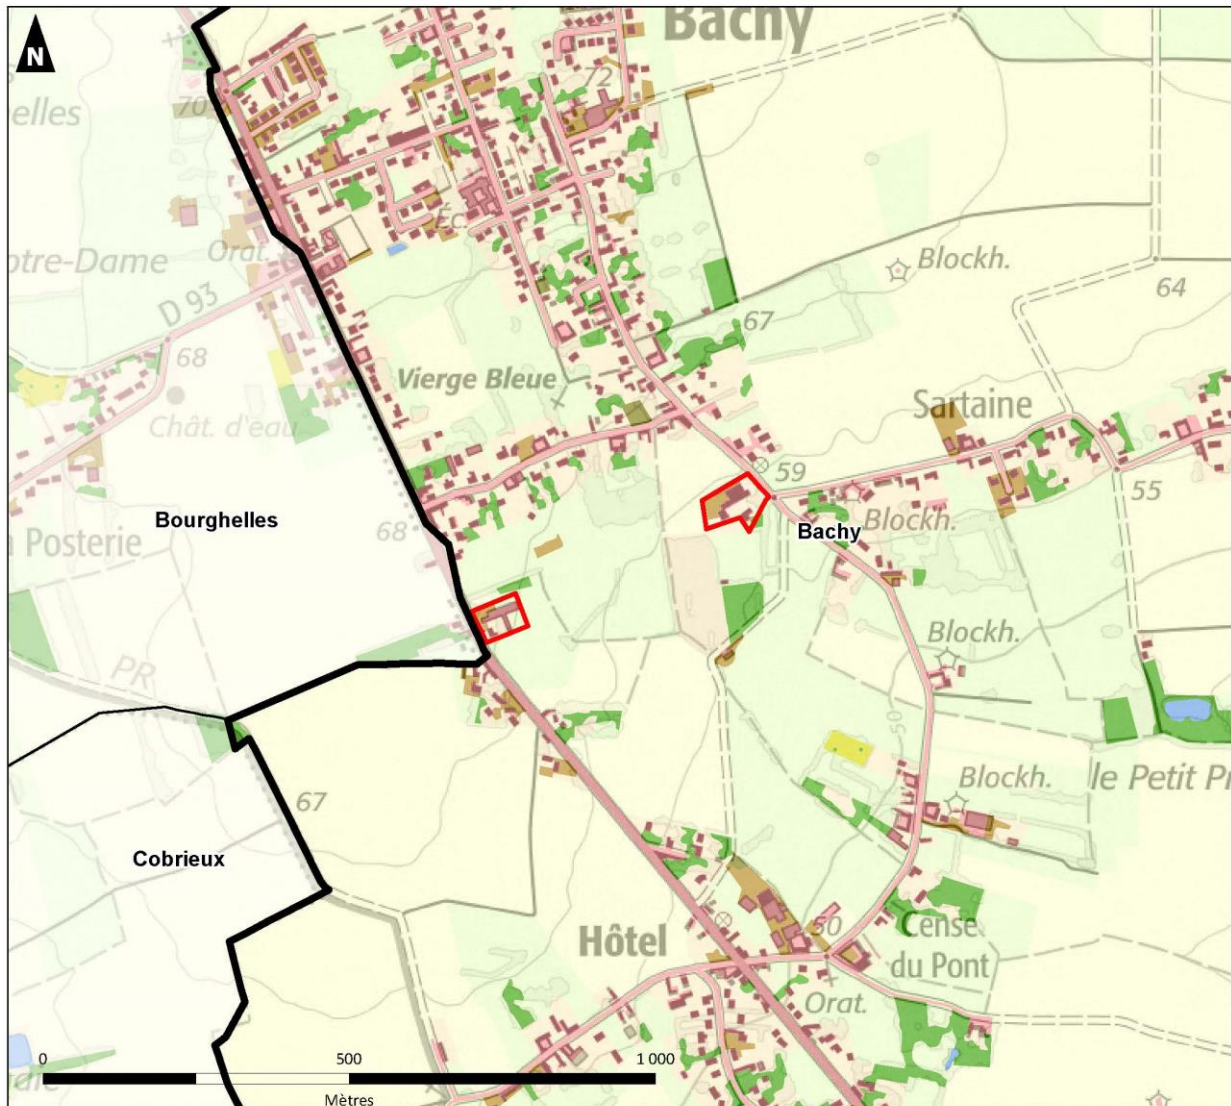 Bachy
N
72
70
elles
Éc.
Orat.
Blockh.
otre-Dame
D 93
64
67
68
Vierge Bleue
Chât. d'eau
Sartaine
59
55
Bourghelles
68
Blockh.
Bachy
Posterie
Blockh.
PR
50
Blockh.
le Petit P
67
Cobrieux
Hôtel
50
Cense
du Pont
Orat.
0 500 1 000
Mètres